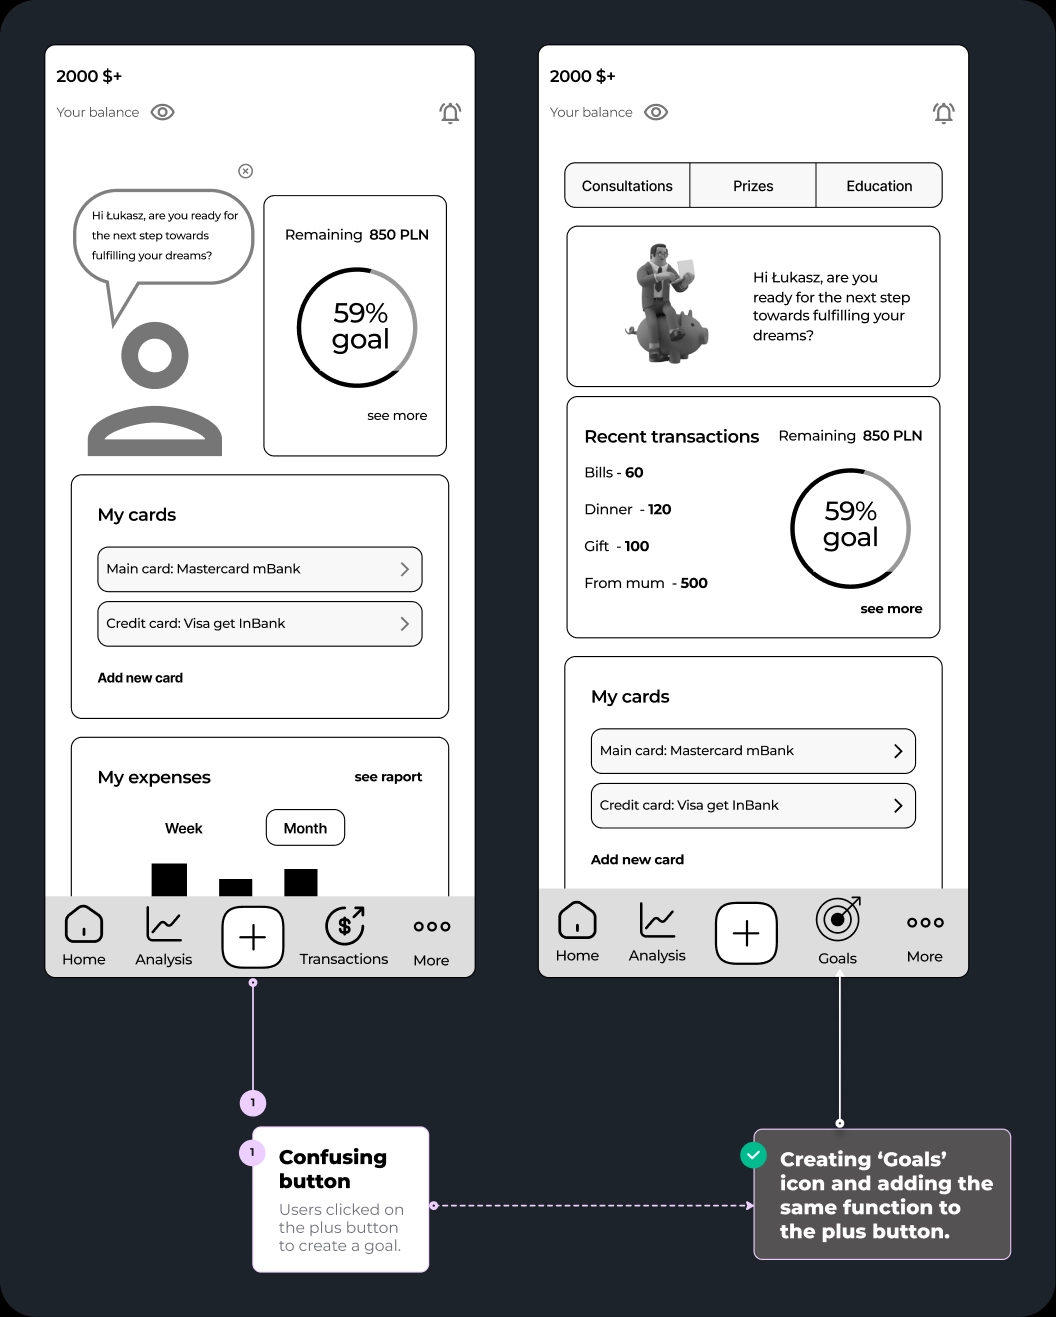 2000 $+
Your balance
Hi Łukasz, are you ready for
the next step towards
fulfilling your dreams?
Remaining 850 PLN
59%
goal
see more
My cards
Main card: Mastercard mBank
Credit card: Visa get InBank
Add new card
My expenses
see raport
Week
Month
Home
Analysis
Transactions
More
2000 $+
Your balance
Consultations
Prizes
Education
Hi Łukasz, are you
ready for the next step
towards fulfilling your
dreams?
Recent transactions
Remaining 850 PLN
Bills - 60
Dinner - 120
Gift - 100
From mum - 500
59%
goal
see more
My cards
Main card: Mastercard mBank
Credit card: Visa get InBank
Add new card
Home
Analysis
Goals
More
1
1
Confusing
button
Users clicked on
the plus button
to create a goal.
Creating ‘Goals’
icon and adding the
same function to
the plus button.